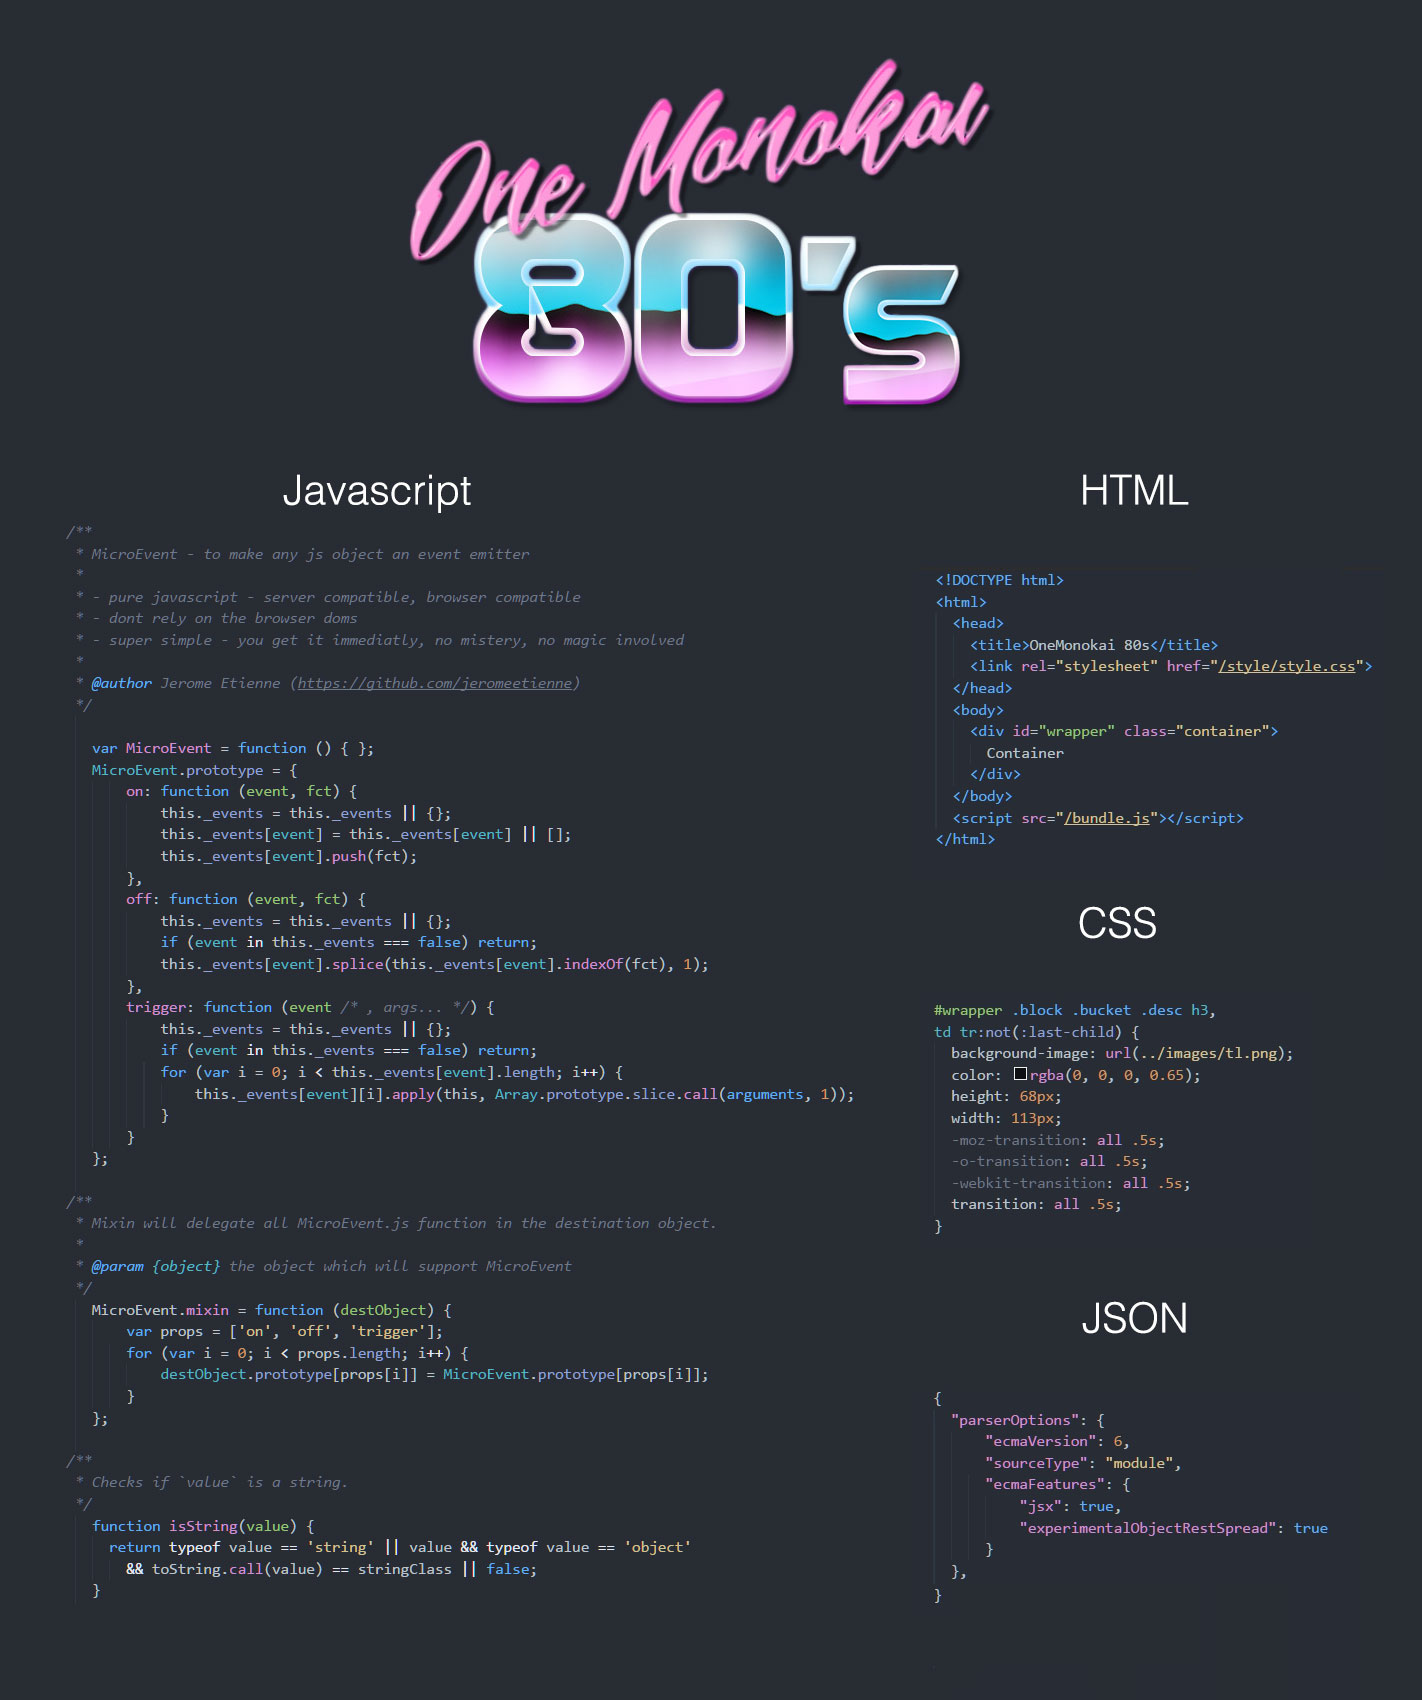 One Monokai
80's
Javascript
/**
 * MicroEvent - to make any js object an event emitter
 *
 * - pure javascript - server compatible, browser compatible
 * - dont rely on the browser doms
 * - super simple - you get it immediatly, no mistery, no magic involved
 *
 * @author Jerome Etienne (https://github.com/jeromeetienne)
 */
var MicroEvent = function () { };
MicroEvent.prototype = {
    on: function (event, fct) {
        this._events = this._events || {};
        this._events[event] = this._events[event] || [];
        this._events[event].push(fct);
    },
    off: function (event, fct) {
        this._events = this._events || {};
        if (event in this._events === false) return;
        this._events[event].splice(this._events[event].indexOf(fct), 1);
    },
    trigger: function (event /* , args... */) {
        this._events = this._events || {};
        if (event in this._events === false) return;
        for (var i = 0; i < this._events[event].length; i++) {
            this._events[event][i].apply(this, Array.prototype.slice.call(arguments, 1));
        }
    }
};
/**
 * Mixin will delegate all MicroEvent.js function in the destination object.
 *
 * @param {object} the object which will support MicroEvent
 */
MicroEvent.mixin = function (destObject) {
    var props = ['on', 'off', 'trigger'];
    for (var i = 0; i < props.length; i++) {
        destObject.prototype[props[i]] = MicroEvent.prototype[props[i]];
    }
};
/**
 * Checks if `value` is a string.
 */
function isString(value) {
  return typeof value == 'string' || value && typeof value == 'object'
    && toString.call(value) == stringClass || false;
}
HTML
<!DOCTYPE html>
<html>
  <head>
    <title>OneMonokai 80s</title>
    <link rel="stylesheet" href="/style/style.css">
  </head>
  <body>
    <div id="wrapper" class="container">
      Container
    </div>
  </body>
  <script src="/bundle.js"></script>
</html>
CSS
#wrapper .block .bucket .desc h3,
td tr:not(:last-child) {
  background-image: url(../images/tl.png);
  color: rgba(0, 0, 0, 0.65);
  height: 68px;
  width: 113px;
  -moz-transition: all .5s;
  -o-transition: all .5s;
  -webkit-transition: all .5s;
  transition: all .5s;
}
JSON
{
  "parserOptions": {
      "ecmaVersion": 6,
      "sourceType": "module",
      "ecmaFeatures": {
          "jsx": true,
          "experimentalObjectRestSpread": true
      }
  },
}